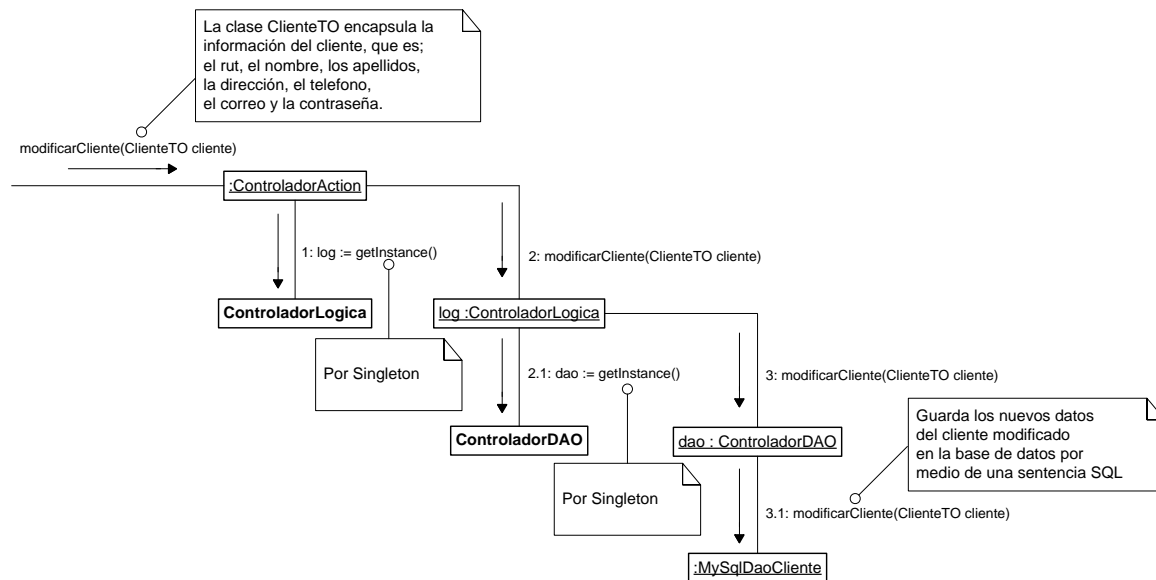 La clase ClienteTO encapsula la
información del cliente, que es;
el rut, el nombre, los apellidos,
la dirección, el telefono,
el correo y la contraseña.
modificarCliente(ClienteTO cliente)
:ControladorAction
1: log := getInstance()
2: modificarCliente(ClienteTO cliente)
ControladorLogica
log :ControladorLogica
Por Singleton
2.1: dao := getInstance()
3: modificarCliente(ClienteTO cliente)
ControladorDAO
dao : ControladorDAO
Guarda los nuevos datos
del cliente modificado
en la base de datos por
medio de una sentencia SQL
Por Singleton
3.1: modificarCliente(ClienteTO cliente)
:MySqlDaoCliente